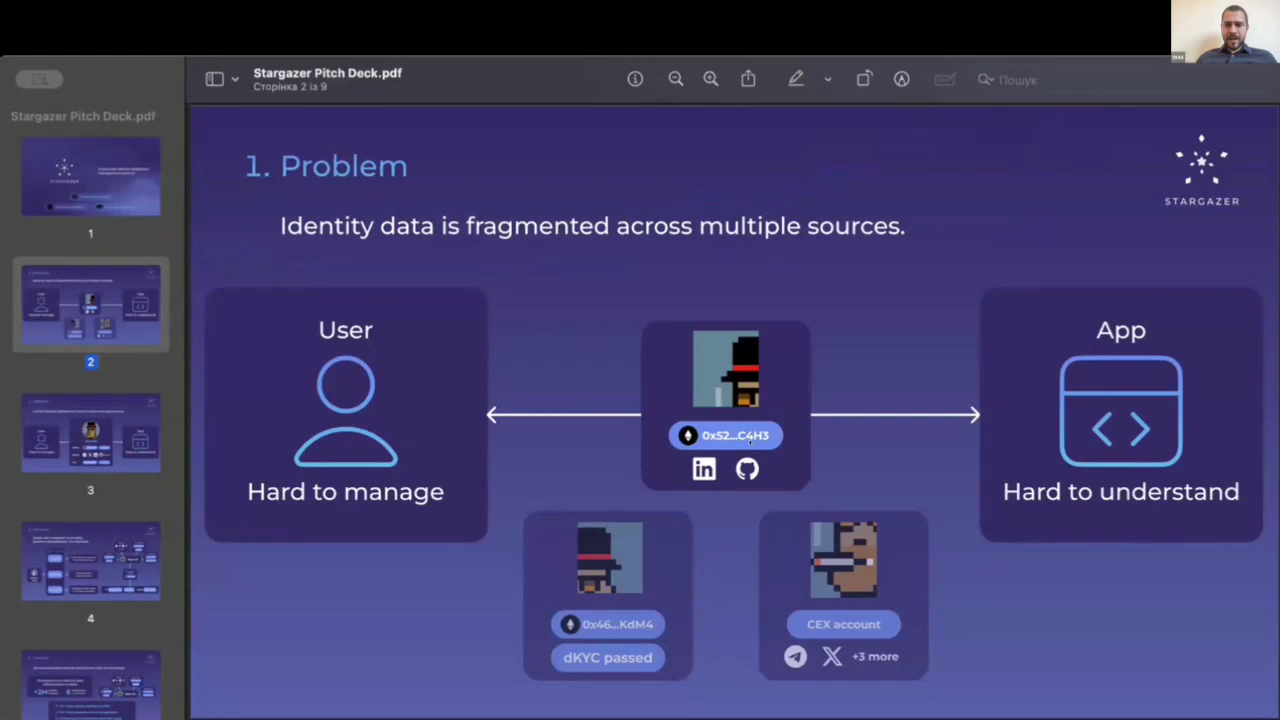 Stargazer Pitch Deck.pdf
Сторінка 2 із 9
Пошук
Stargazer Pitch Deck.pdf
1
2
3
4
1. Problem
Identity data is fragmented across multiple sources.
STARGAZER
User
Hard to manage
0x52...C4H3
in
App
Hard to understand
0x46...KdM4
dKYC passed
CEX account
+3 more